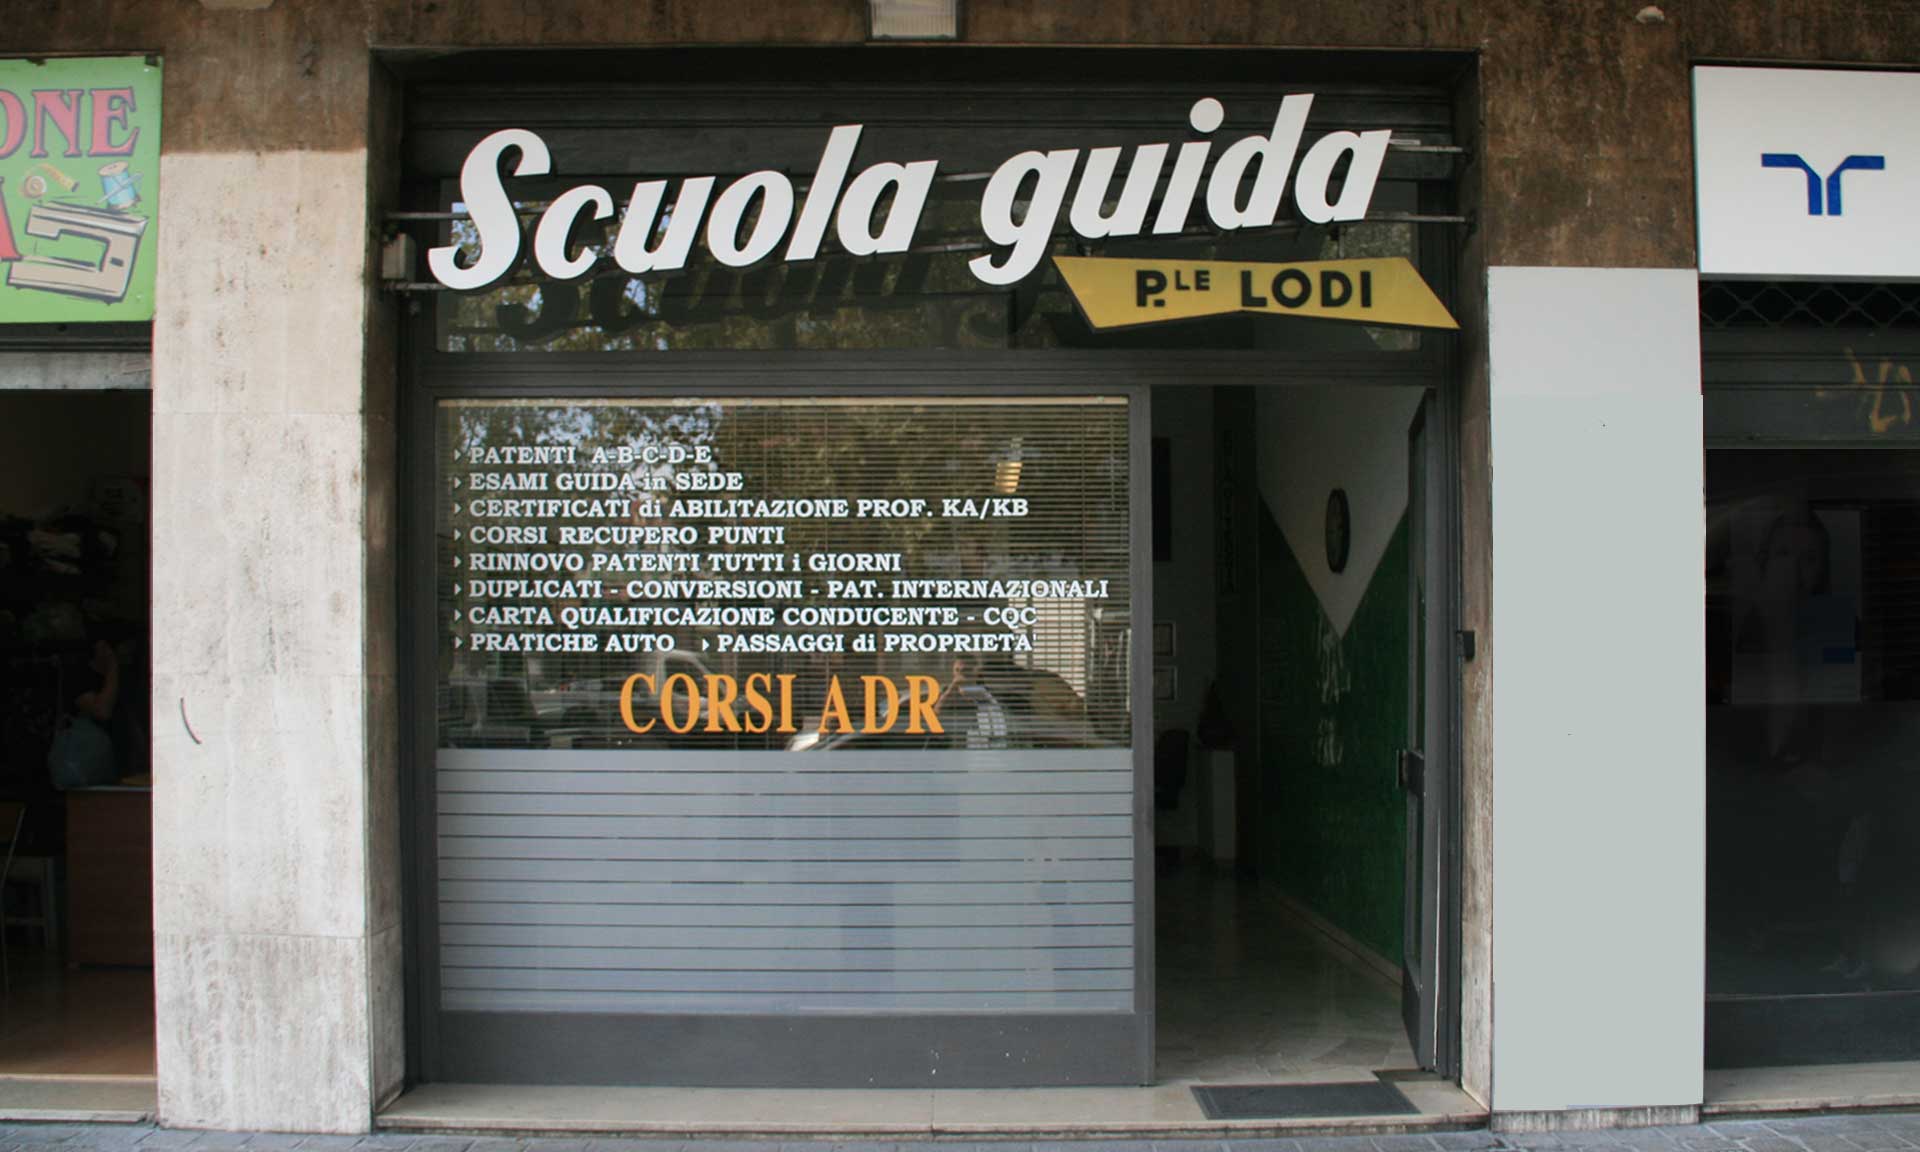 ONE
A
Scuola guida
P.LE LODI
PATENTI A-B-C-D-E
ESAMI GUIDA in SEDE
CERTIFICATI di ABILITAZIONE PROF. KA/KB
CORSI RECUPERO PUNTI
RINNOVO PATENTI TUTTI i GIORNI
DUPLICATI - CONVERSIONI - PAT. INTERNAZIONALI
CARTA QUALIFICAZIONE CONDUCENTE - CQC
PRATICHE AUTO PASSAGGI di PROPRIETA'
CORSI ADR